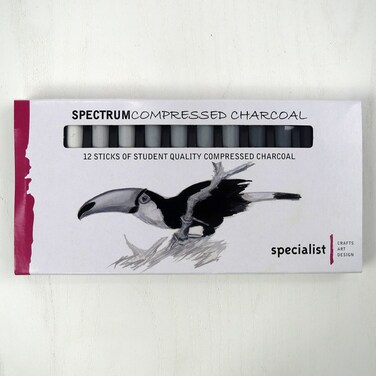 SPECTRUMCOMPRESSED CHARCOAL
12 STICKS OF STUDENT QUALITY COMPRESSED CHARCOAL
specialist
CRAFTS
ART
DESIGN